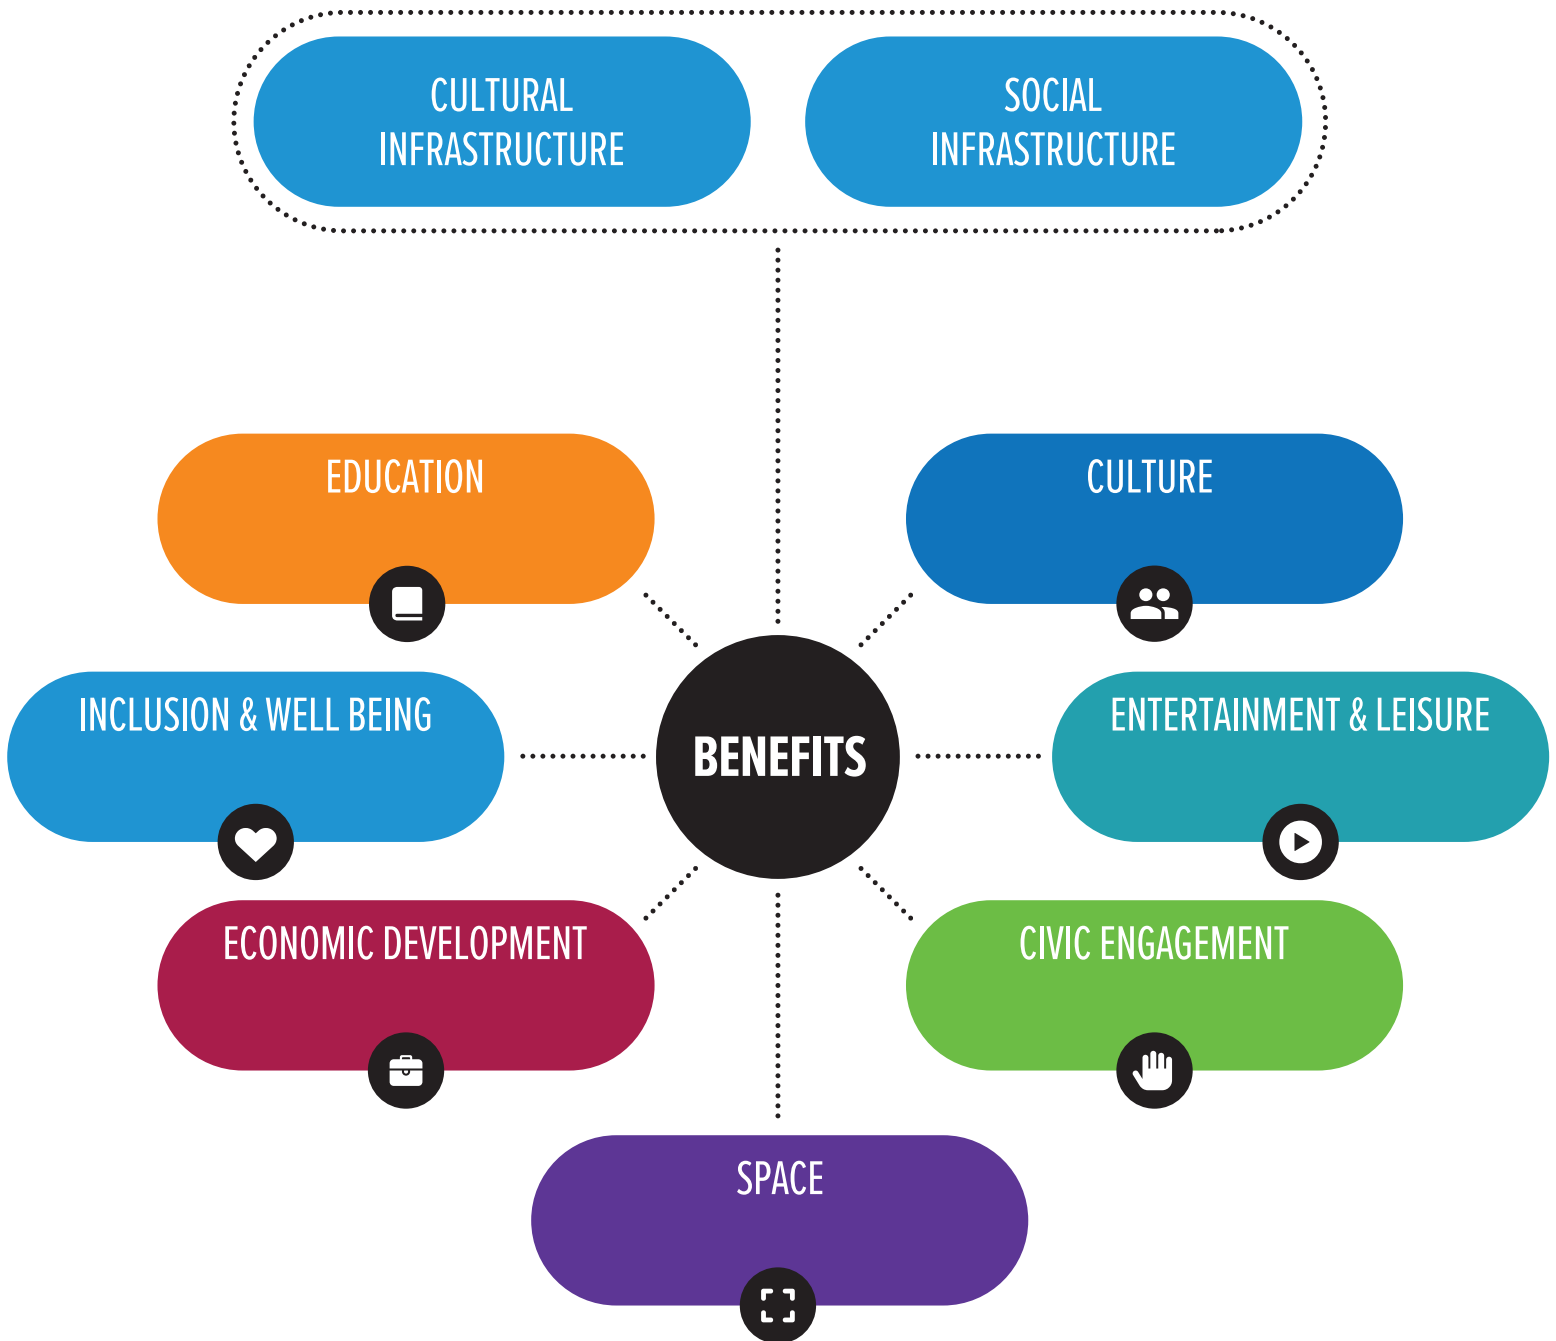 CULTURAL
INFRASTRUCTURE
SOCIAL
INFRASTRUCTURE
EDUCATION
CULTURE
INCLUSION & WELL BEING
BENEFITS
ENTERTAINMENT & LEISURE
ECONOMIC DEVELOPMENT
CIVIC ENGAGEMENT
SPACE